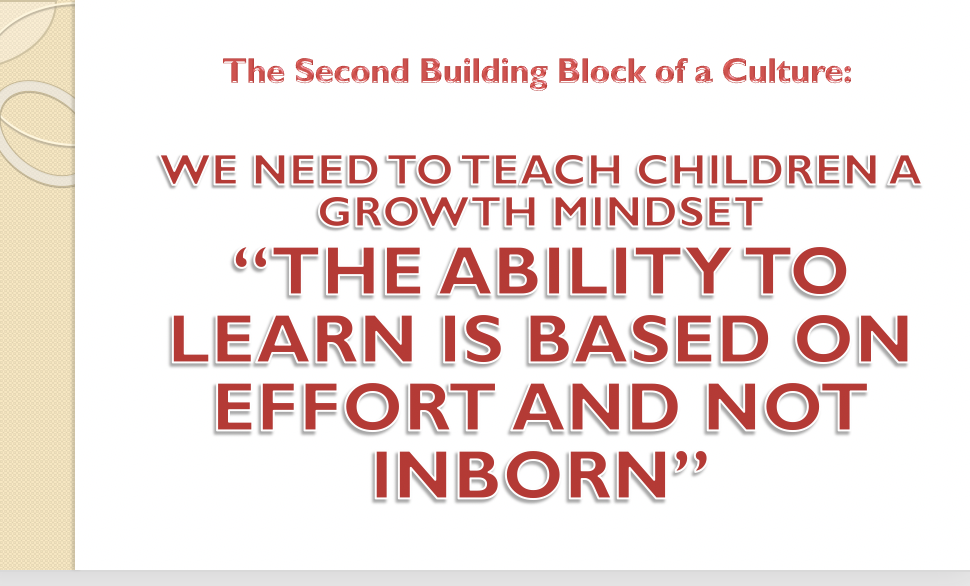 The Second Building Block of a Culture:
WE NEED TO TEACH CHILDREN A
GROWTH MINDSET
“THE ABILITY TO
LEARN IS BASED ON
EFFORT AND NOT
INBORN”